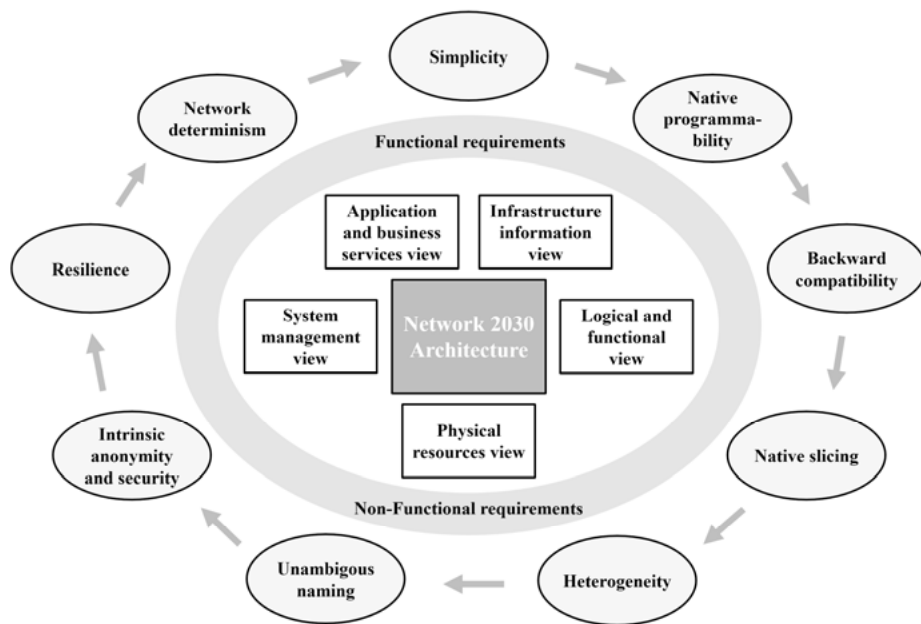 Simplicity
Network
determinism
Native
programma-
bility
Functional requirements
Application
and business
services view
Infrastructure
information
view
Resilience
Backward
compatibility
System
management
view
Network 2030
Architecture
Logical and
functional
view
Physical
resources view
Intrinsic
anonymity
and security
Native slicing
Non-Functional requirements
Unambigous
naming
Heterogeneity